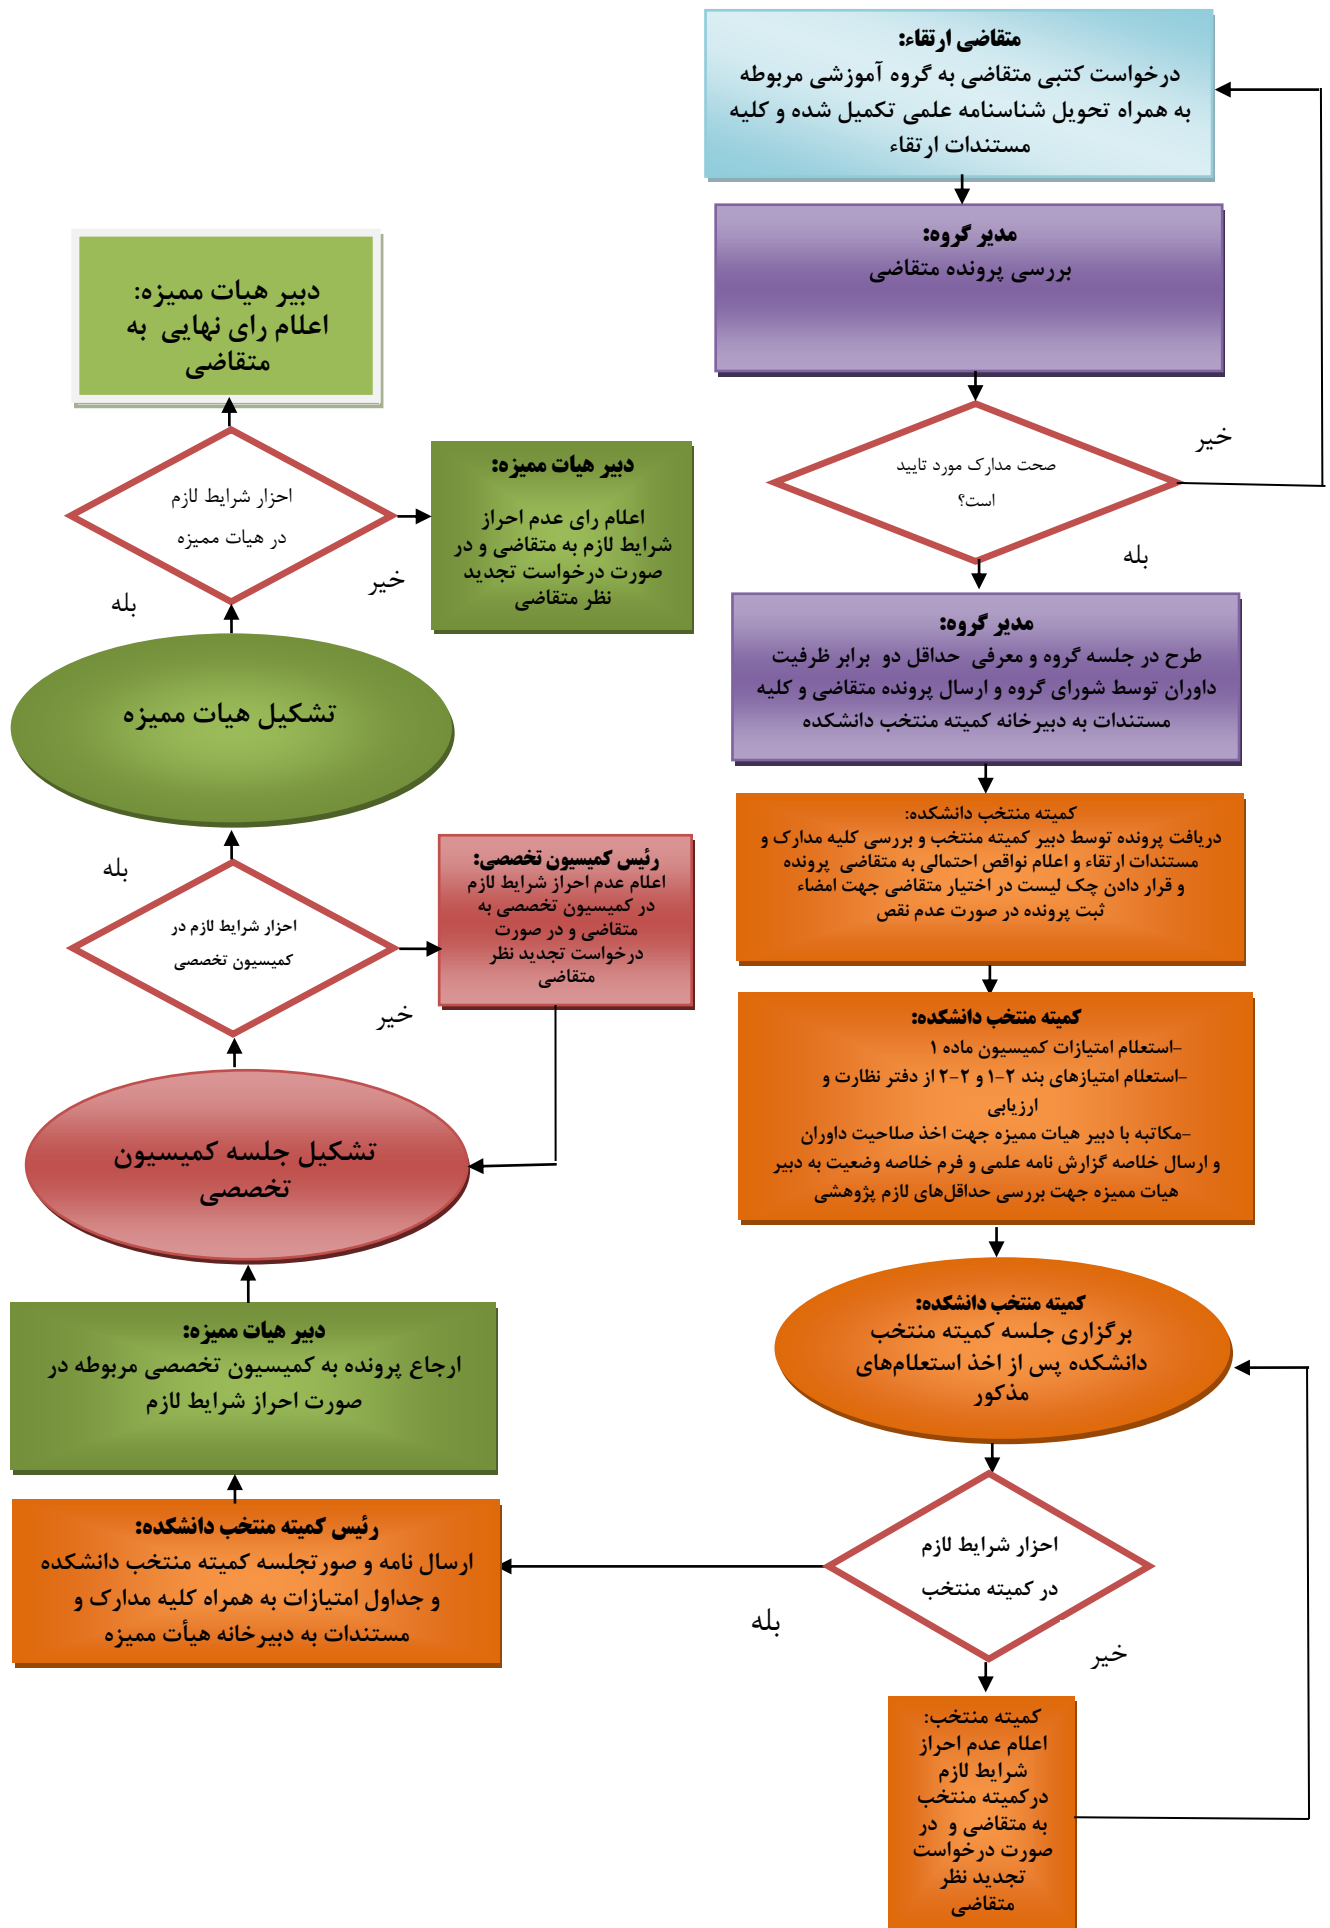 متقاضی ارتقاء:
درخواست کتبی متقاضی به گروه آموزشی مربوطه
به همراه تحویل شناسنامه علمی تکمیل شده و کلیه
مستندات ارتقاء
مدیر گروه:
بررسی پرونده متقاضی
صحت مدارک مورد تایید
است؟
خیر
بله
مدیر گروه:
طرح در جلسه گروه و معرفی حداقل دو برابر ظرفیت
داوران توسط شورای گروه و ارسال پرونده متقاضی و کلیه
مستندات به دبیرخانه کمیته منتخب دانشکده
کمیته منتخب دانشکده:
دریافت پرونده توسط دبیر کمیته منتخب و بررسی کلیه مدارک و
مستندات ارتقاء و اعلام نواقص احتمالی به متقاضی پرونده
و قرار دادن چک لیست در اختیار متقاضی جهت امضاء
ثبت پرونده در صورت عدم نقص
کمیته منتخب دانشکده:
-استعلام امتیازات کمیسیون ماده ۱
-استعلام امتیازهای بند ۲-۱ و ۲-۲ از دفتر نظارت و
ارزیابی
-مکاتبه با دبیر هیات ممیزه جهت اخذ صلاحیت داوران
و ارسال خلاصه گزارش نامه علمی و فرم خلاصه وضعیت به دبیر
هیات ممیزه جهت بررسی حداقل‌های لازم پژوهشی
کمیته منتخب دانشکده:
برگزاری جلسه کمیته منتخب
دانشکده پس از اخذ استعلام‌های
مذکور
احزار شرایط لازم
در کمیته منتخب
بله
خیر
کمیته منتخب:
اعلام عدم احراز
شرایط لازم
درکمیته منتخب
به متقاضی و در
صورت درخواست
تجدید نظر
متقاضی
رئیس کمیته منتخب دانشکده:
ارسال نامه و صورتجلسه کمیته منتخب دانشکده
و جداول امتیازات به همراه کلیه مدارک و
مستندات به دبیرخانه هیأت ممیزه
دبیر هیات ممیزه:
ارجاع پرونده به کمیسیون تخصصی مربوطه در
صورت احراز شرایط لازم
تشکیل جلسه کمیسیون
تخصصی
احزار شرایط لازم در
کمیسیون تخصصی
بله
خیر
رئیس کمیسیون تخصصی:
اعلام عدم احراز شرایط لازم
در کمیسیون تخصصی به
متقاضی و در صورت
درخواست تجدید نظر
متقاضی
تشکیل هیات ممیزه
احزار شرایط لازم
در هیات ممیزه
بله
خیر
دبیر هیات ممیزه:
اعلام رای عدم احراز
شرایط لازم به متقاضی و در
صورت درخواست تجدید
نظر متقاضی
دبیر هیات ممیزه:
اعلام رای نهایی به
متقاضی